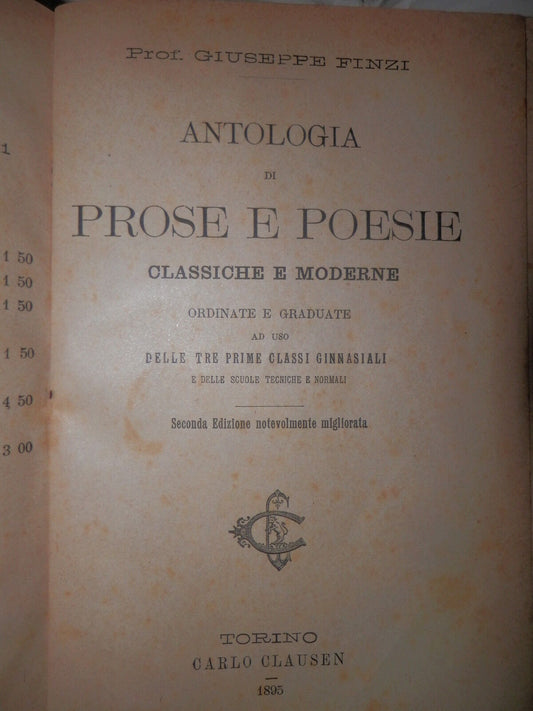 Prof. GIUSEPPE FINZI
ANTOLOGIA
DI
PROSE E POESIE
CLASSICHE E MODERNE
ORDINATE E GRADUATE
AD USO
DELLE TRE PRIME CLASSI GINNASIALI
E DELLE SCUOLE TECNICHE E NORMALI
Seconda Edizione notevolmente migliorata
TORINO
CARLO CLAUSEN
1895
1
1 50
1 50
1 50
1 50
4 50
3 00